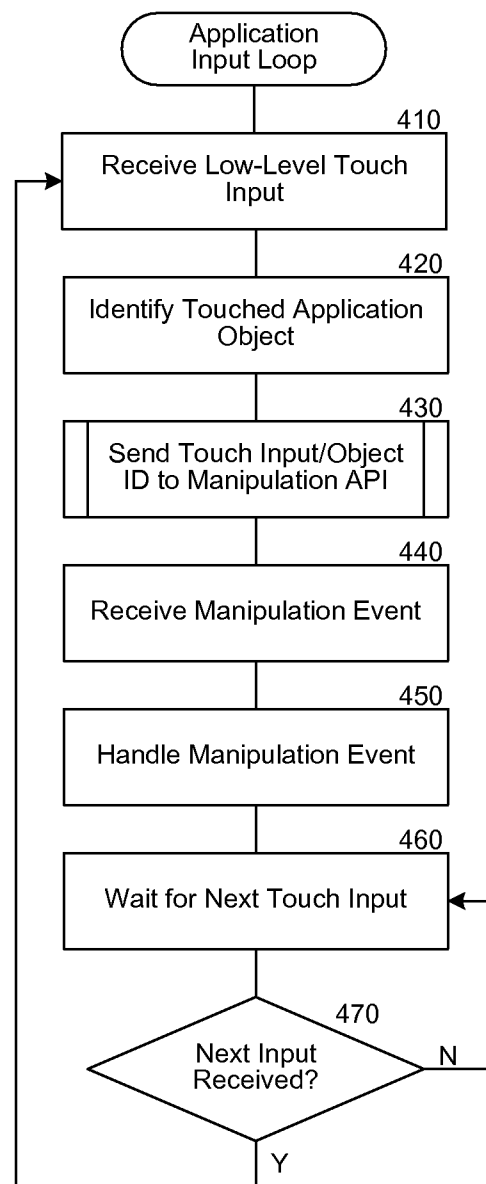 Application
Input Loop
410
Receive Low-Level Touch
Input
420
Identify Touched Application
Object
430
Send Touch Input/Object
ID to Manipulation API
440
Receive Manipulation Event
450
Handle Manipulation Event
460
Wait for Next Touch Input
470
Next Input
Received?
N
Y